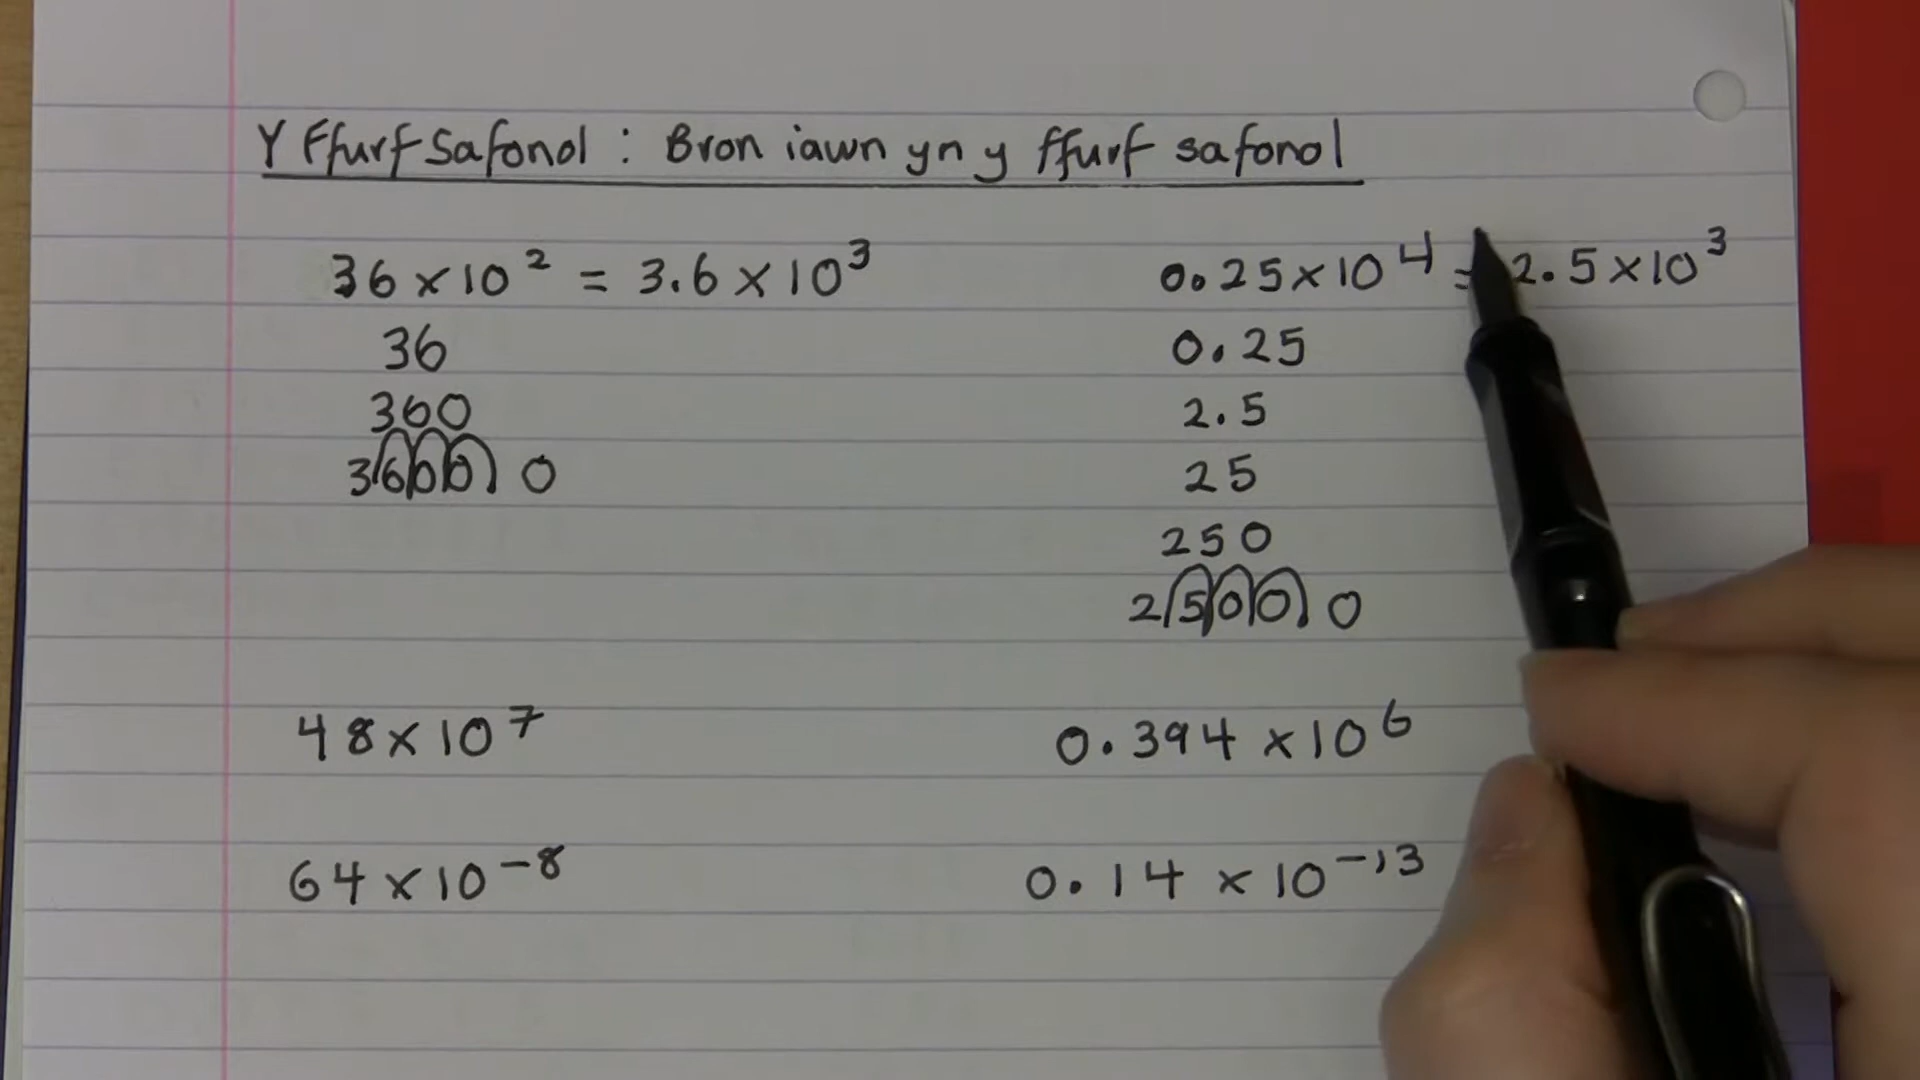 Y Ffurf Safonol : Bron iawn yn y ffurf safonol
36 × 10² = 3.6 × 10³
36
360
3600 0
0.25 × 10⁴ = 2.5 × 10³
0.25
2.5
25
250
2500 0
48 × 10⁷
0.394 × 10⁶
64 × 10⁻⁸
0.14 × 10⁻¹³